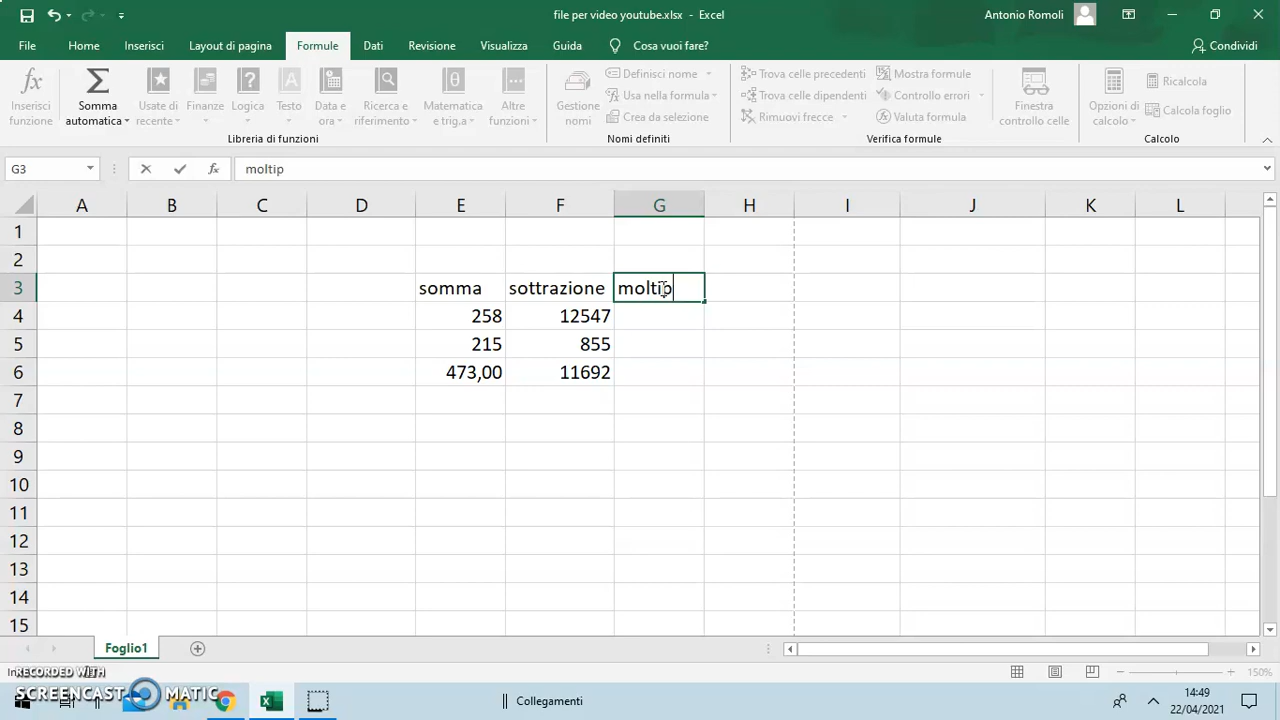 file per video youtube.xlsx - Excel
Antonio Romoli
File Home Inserisci Layout di pagina Formule Dati Revisione Visualizza Guida Cosa vuoi fare? Condividi
Inserisci funzione
Somma automatica
Usate di recente
Finanze
Logica
Testo
Data e ora
Ricerca e riferimento
Matematica e triga
Altre funzioni
Libreria di funzioni
Gestione nomi
Definisci nome
Usa nella formula
Crea da selezione
Nomi definiti
Trova celle precedenti
Trova celle dipendenti
Rimuovi frecce
Mostra formule
Controllo errori
Valuta formula
Verifica formule
Finestra controllo celle
Opzioni di calcolo
Ricalcola
Calcola foglio
Calcolo
G3 fx moltip
A B C D E F G H I J K L
1
2
3 somma sottrazione moltip
4 258 12547
5 215 855
6 473,00 11692
7
8
9
10
11
12
13
14
15
Foglio1
150%
RECORDED WITH
SCREENCAST MATIC
Collegamenti
14:49
22/04/2021